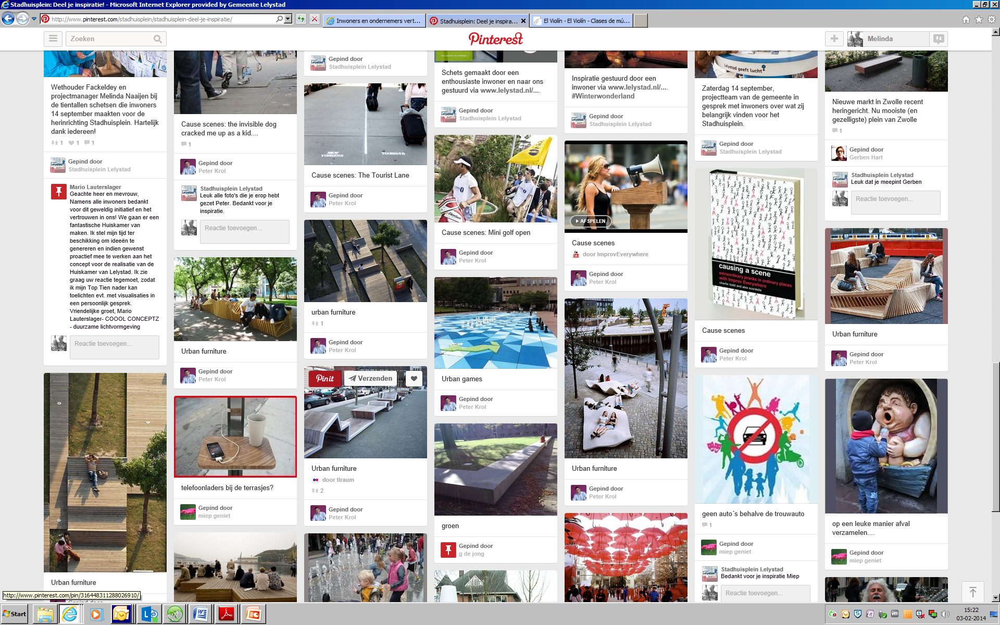 Stadhuisplein: Deel je inspiratie! - Microsoft Internet Explorer provided by Gemeente Lelystad
http://www.pinterest.com/stadhuisplein/stadhuisplein-deel-je-inspiratie/
Inwoners en ondernemers vert...
Stadhuisplein: Deel je inspira...
El Violín - El Violín - Clases de mú...
Zoeken
Pinterest
Melinda
Wethouder Fackeldey en
projectmanager Melinda Naaijen bij
de tientallen schetsen die inwoners
14 september maakten voor de
herinrichting Stadhuisplein. Hartelijk
dank iedereen!
1 1 1
Gepind door
Stadhuisplein Lelystad
Mario Lauterslager
Geachte heer en mevrouw,
Namens alle inwoners bedankt
voor dit geweldig initiatief en het
vertrouwen in ons! We gaan er een
fantastische Huiskamer van
maken. Ik stel mijn tijd ter
beschikking om ideeën te
genereren en indien gewenst
proactief mee te werken aan het
concept voor de realisatie van de
Huiskamer van Lelystad. Ik zie
graag uw reactie tegemoet, zodat
ik mijn Top Tien nader kan
toelichten evt. met visualisaties in
een persoonlijk gesprek.
Vriendelijke groet, Mario
Lauterslager- COOOL CONCEPTZ
- duurzame lichtvormgeving
Reactie toevoegen...
Urban furniture
Cause scenes: the invisible dog
cracked me up as a kid....
1
Gepind door
Peter Krol
Stadhuisplein Lelystad
Leuk alle foto's die je erop hebt
gezet Peter. Bedankt voor je
inspiratie.
Reactie toevoegen...
Urban furniture
Gepind door
Peter Krol
telefoonladers bij de terrasjes?
Gepind door
miep geniet
Gepind door
Stadhuisplein Lelystad
NEW
YORKERS
TOURISTS
Cause scenes: The Tourist Lane
Gepind door
Peter Krol
urban furniture
1
Gepind door
Peter Krol
Pinit
Verzenden
Urban furniture
door tlraum
2
Gepind door
Peter Krol
Schets gemaakt door een
enthousiaste inwoner en naar ons
gestuurd via www.lelystad.nl/....
Gepind door
Stadhuisplein Lelystad
Cause scenes: Mini golf open
Gepind door
Peter Krol
Urban games
Gepind door
Peter Krol
groen
Gepind door
g de jong
Inspiratie gestuurd door een
inwoner via www.lelystad.nl/....
#Winterwonderland
Gepind door
Stadhuisplein Lelystad
AFSPELEN
Cause scenes
door ImprovEverywhere
Gepind door
Peter Krol
Urban furniture
Gepind door
Peter Krol
Lelystad geeft lucht
Zaterdag 14 september,
projectteam van de gemeente in
gesprek met inwoners over wat zij
belangrijk vinden voor het
Stadhuisplein.
Gepind door
Stadhuisplein Lelystad
causing a scene
extraordinary pranks in ordinary places
with Improv Everywhere
charlie todd and alex scordelis
Cause scenes
Gepind door
Peter Krol
geen auto´s behalve de trouwauto
1
Gepind door
miep geniet
Stadhuisplein Lelystad
Bedankt voor je inspiratie Miep
Reactie toevoegen...
Nieuwe markt in Zwolle recent
heringericht. Nu mooiste (en
gezelligste) plein van Zwolle
1
Gepind door
Gerben Hart
Stadhuisplein Lelystad
Leuk dat je meepint Gerben
Reactie toevoegen...
Urban furniture
Gepind door
Peter Krol
op een leuke manier afval
verzamelen....
Gepind door
miep geniet
http://www.pinterest.com/pin/316448311288026910/
Start
15:22
03-02-2014